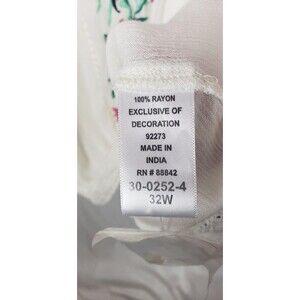 100% RAYON
EXCLUSIVE OF
DECORATION
92273
MADE IN
INDIA
RN # 88842
30-0252-4
32W